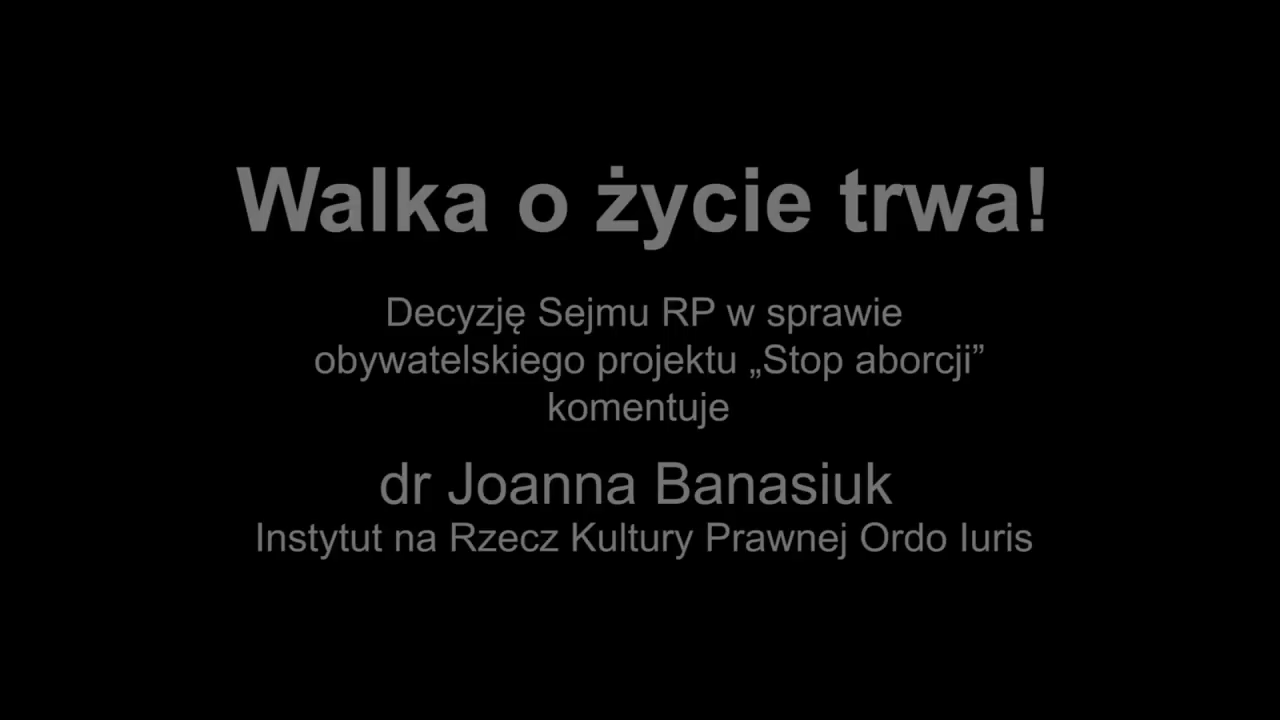 Walka o życie trwa!
Decyzję Sejmu RP w sprawie
obywatelskiego projektu „Stop aborcji”
komentuje
dr Joanna Banasiuk
Instytut na Rzecz Kultury Prawnej Ordo Iuris